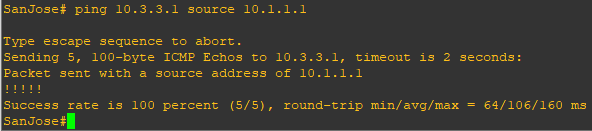 SanJose# ping 10.3.3.1 source 10.1.1.1
Type escape sequence to abort.
Sending 5, 100-byte ICMP Echos to 10.3.3.1, timeout is 2 seconds:
Packet sent with a source address of 10.1.1.1
!!!!!
Success rate is 100 percent (5/5), round-trip min/avg/max = 64/106/160 ms
SanJose#